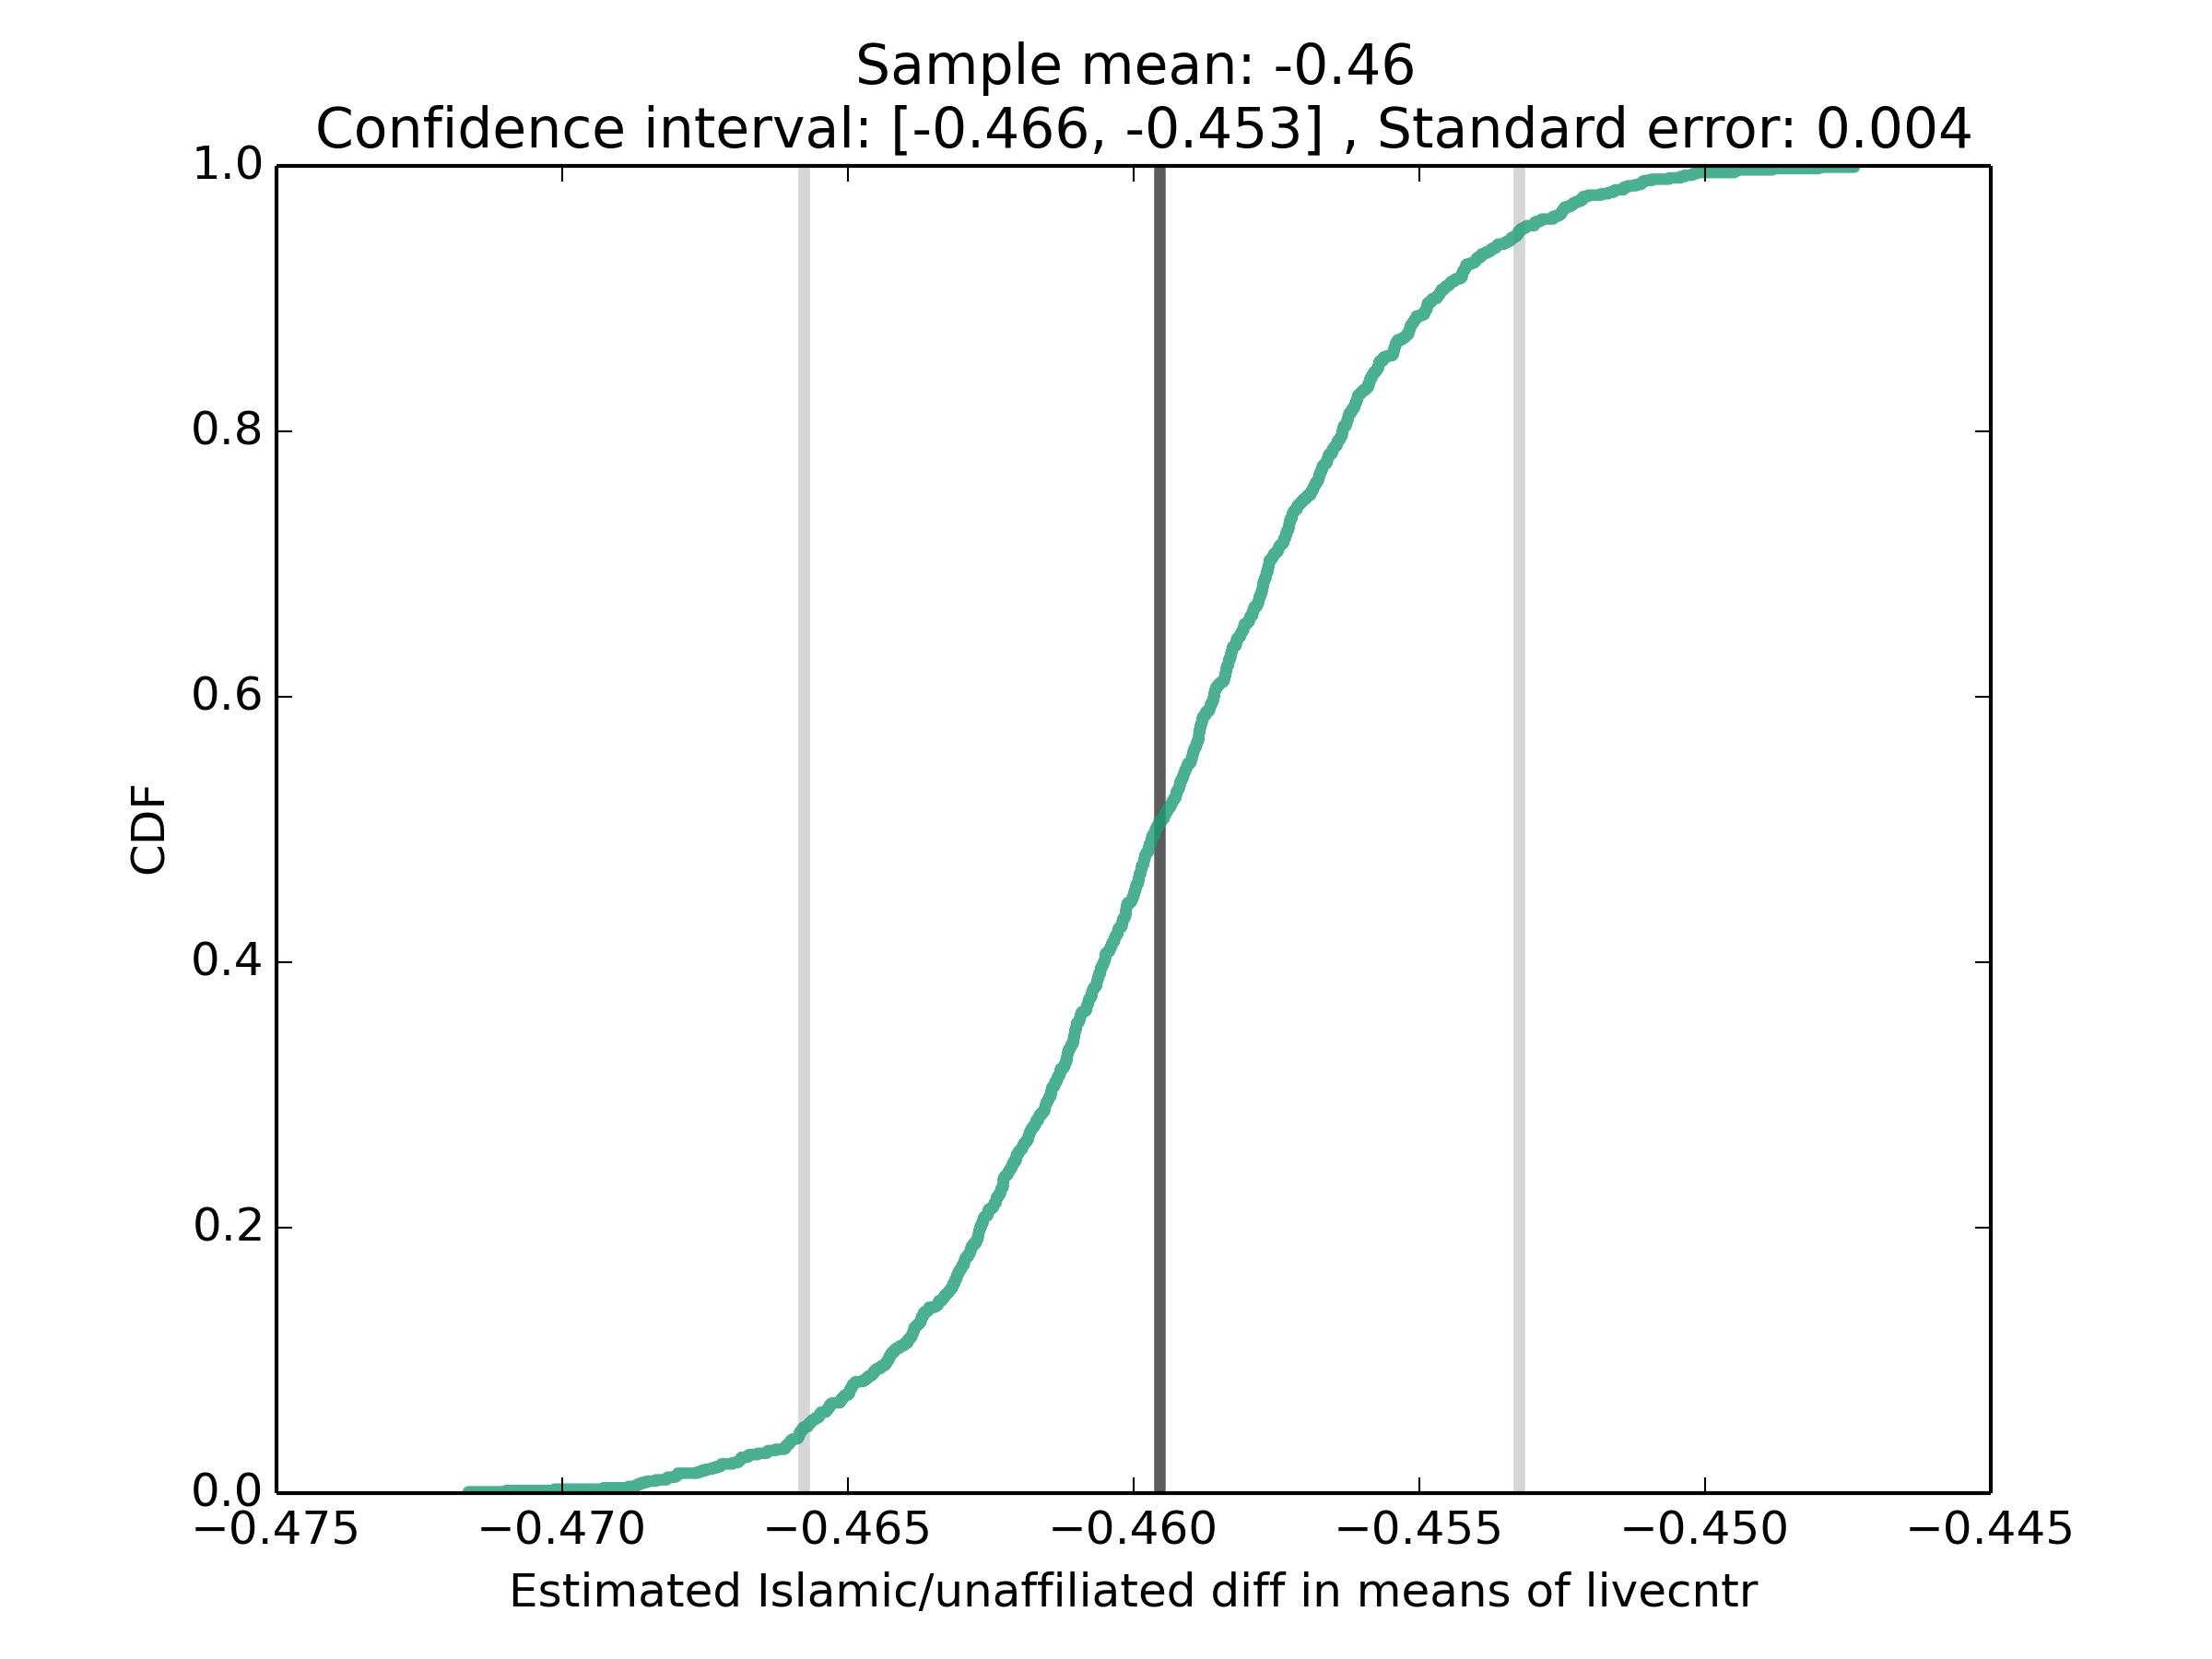 Sample mean: -0.46
Confidence interval: [-0.466, -0.453] , Standard error: 0.004
1.0
0.8
0.6
0.4
0.2
0.0
CDF
−0.475 −0.470 −0.465 −0.460 −0.455 −0.450 −0.445
Estimated Islamic/unaffiliated diff in means of livecntr